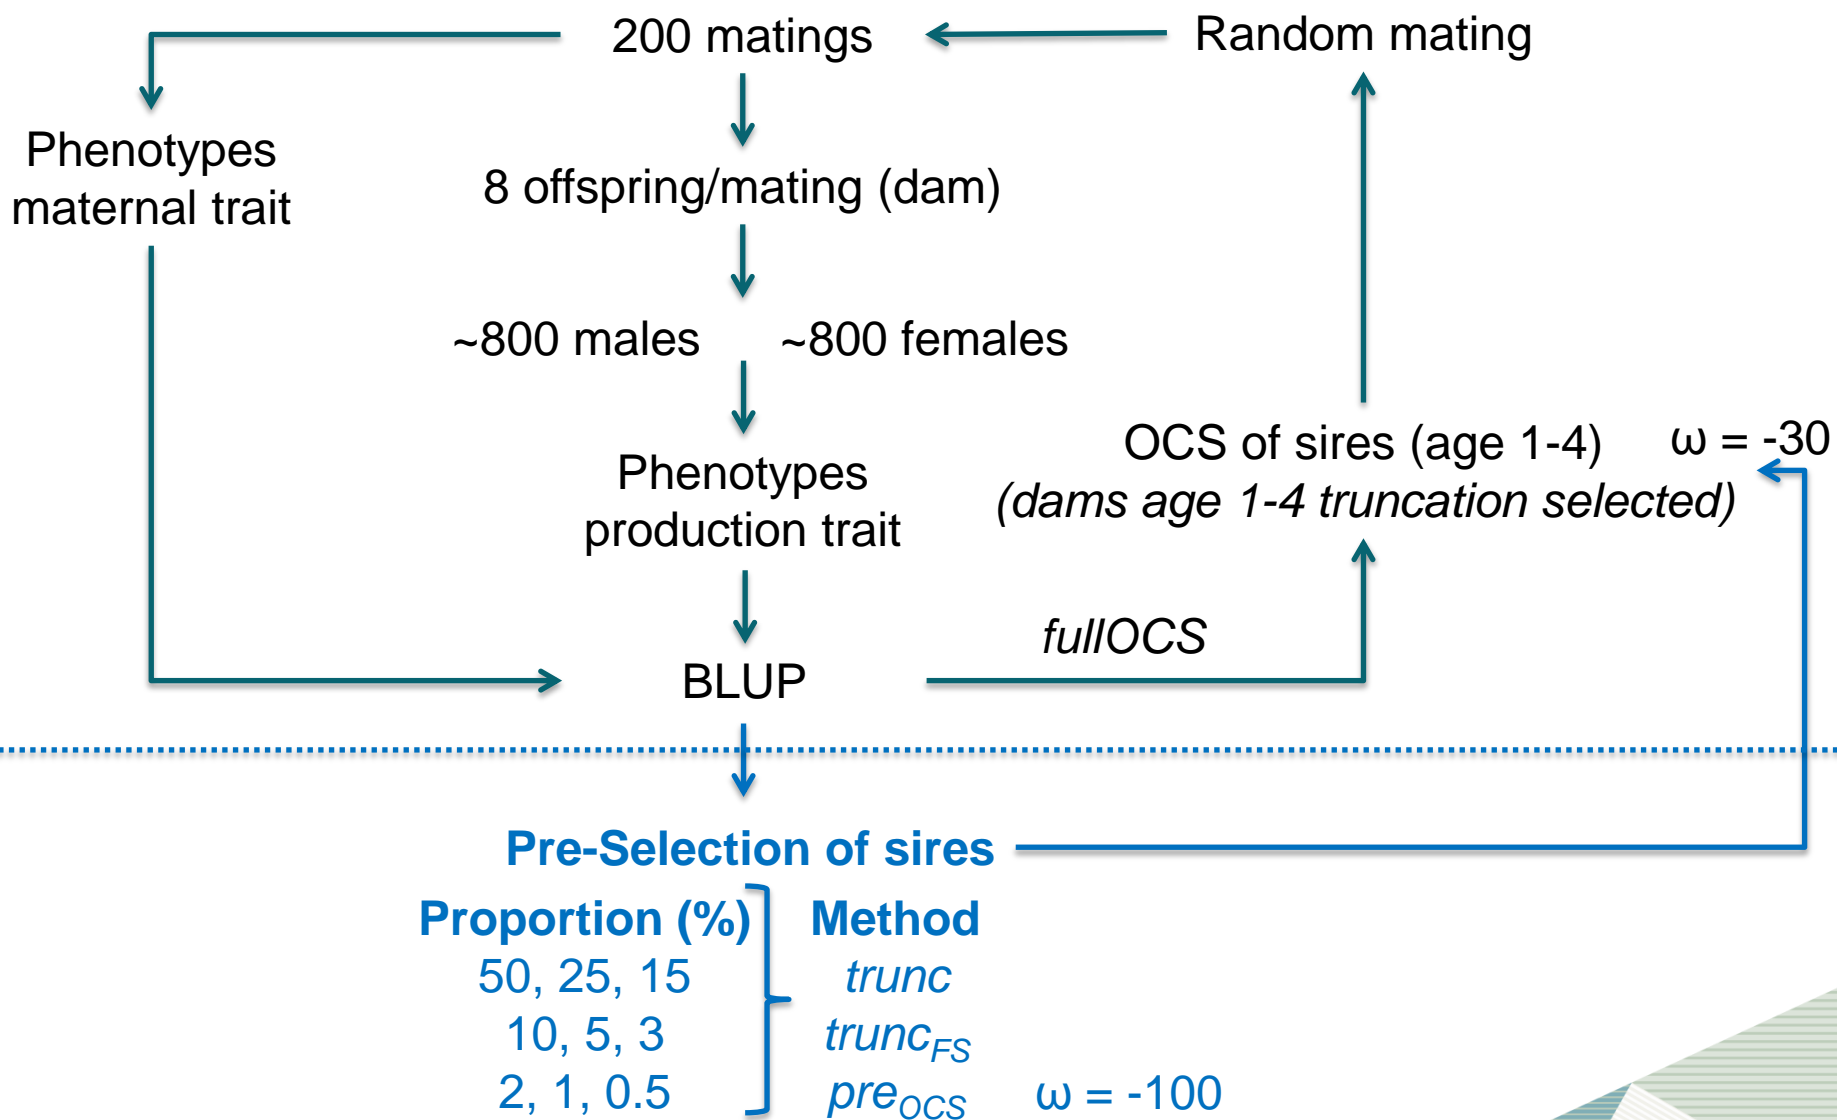 200 matings
Random mating
Phenotypes
maternal trait
8 offspring/mating (dam)
~800 males
~800 females
Phenotypes
production trait
OCS of sires (age 1-4)
ω = -30
(dams age 1-4 truncation selected)
fullOCS
BLUP
Pre-Selection of sires
Proportion (%)
Method
50, 25, 15
trunc
10, 5, 3
trunc_FS
2, 1, 0.5
pre_OCS
ω = -100